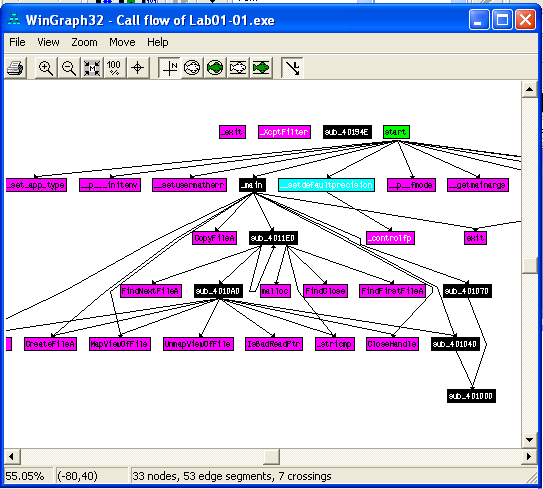 WinGraph32 - Call flow of Lab01-01.exe
File View Zoom Move Help
100 %
_exit _XcptFilter sub_40194E start
__set_app_type __p___initenv __setusermatherr _main __setdefaultprecision __p__fmode __getmainargs
CopyFileA sub_4011E0 _controlfp exit
FindNextFileA sub_4010A0 malloc FindClose FindFirstFileA sub_401070
CreateFileA MapViewOfFile UnmapViewOfFile IsBadReadPtr _stricmp CloseHandle sub_401040
sub_401000
55.05% (-80,40) 33 nodes, 53 edge segments, 7 crossings